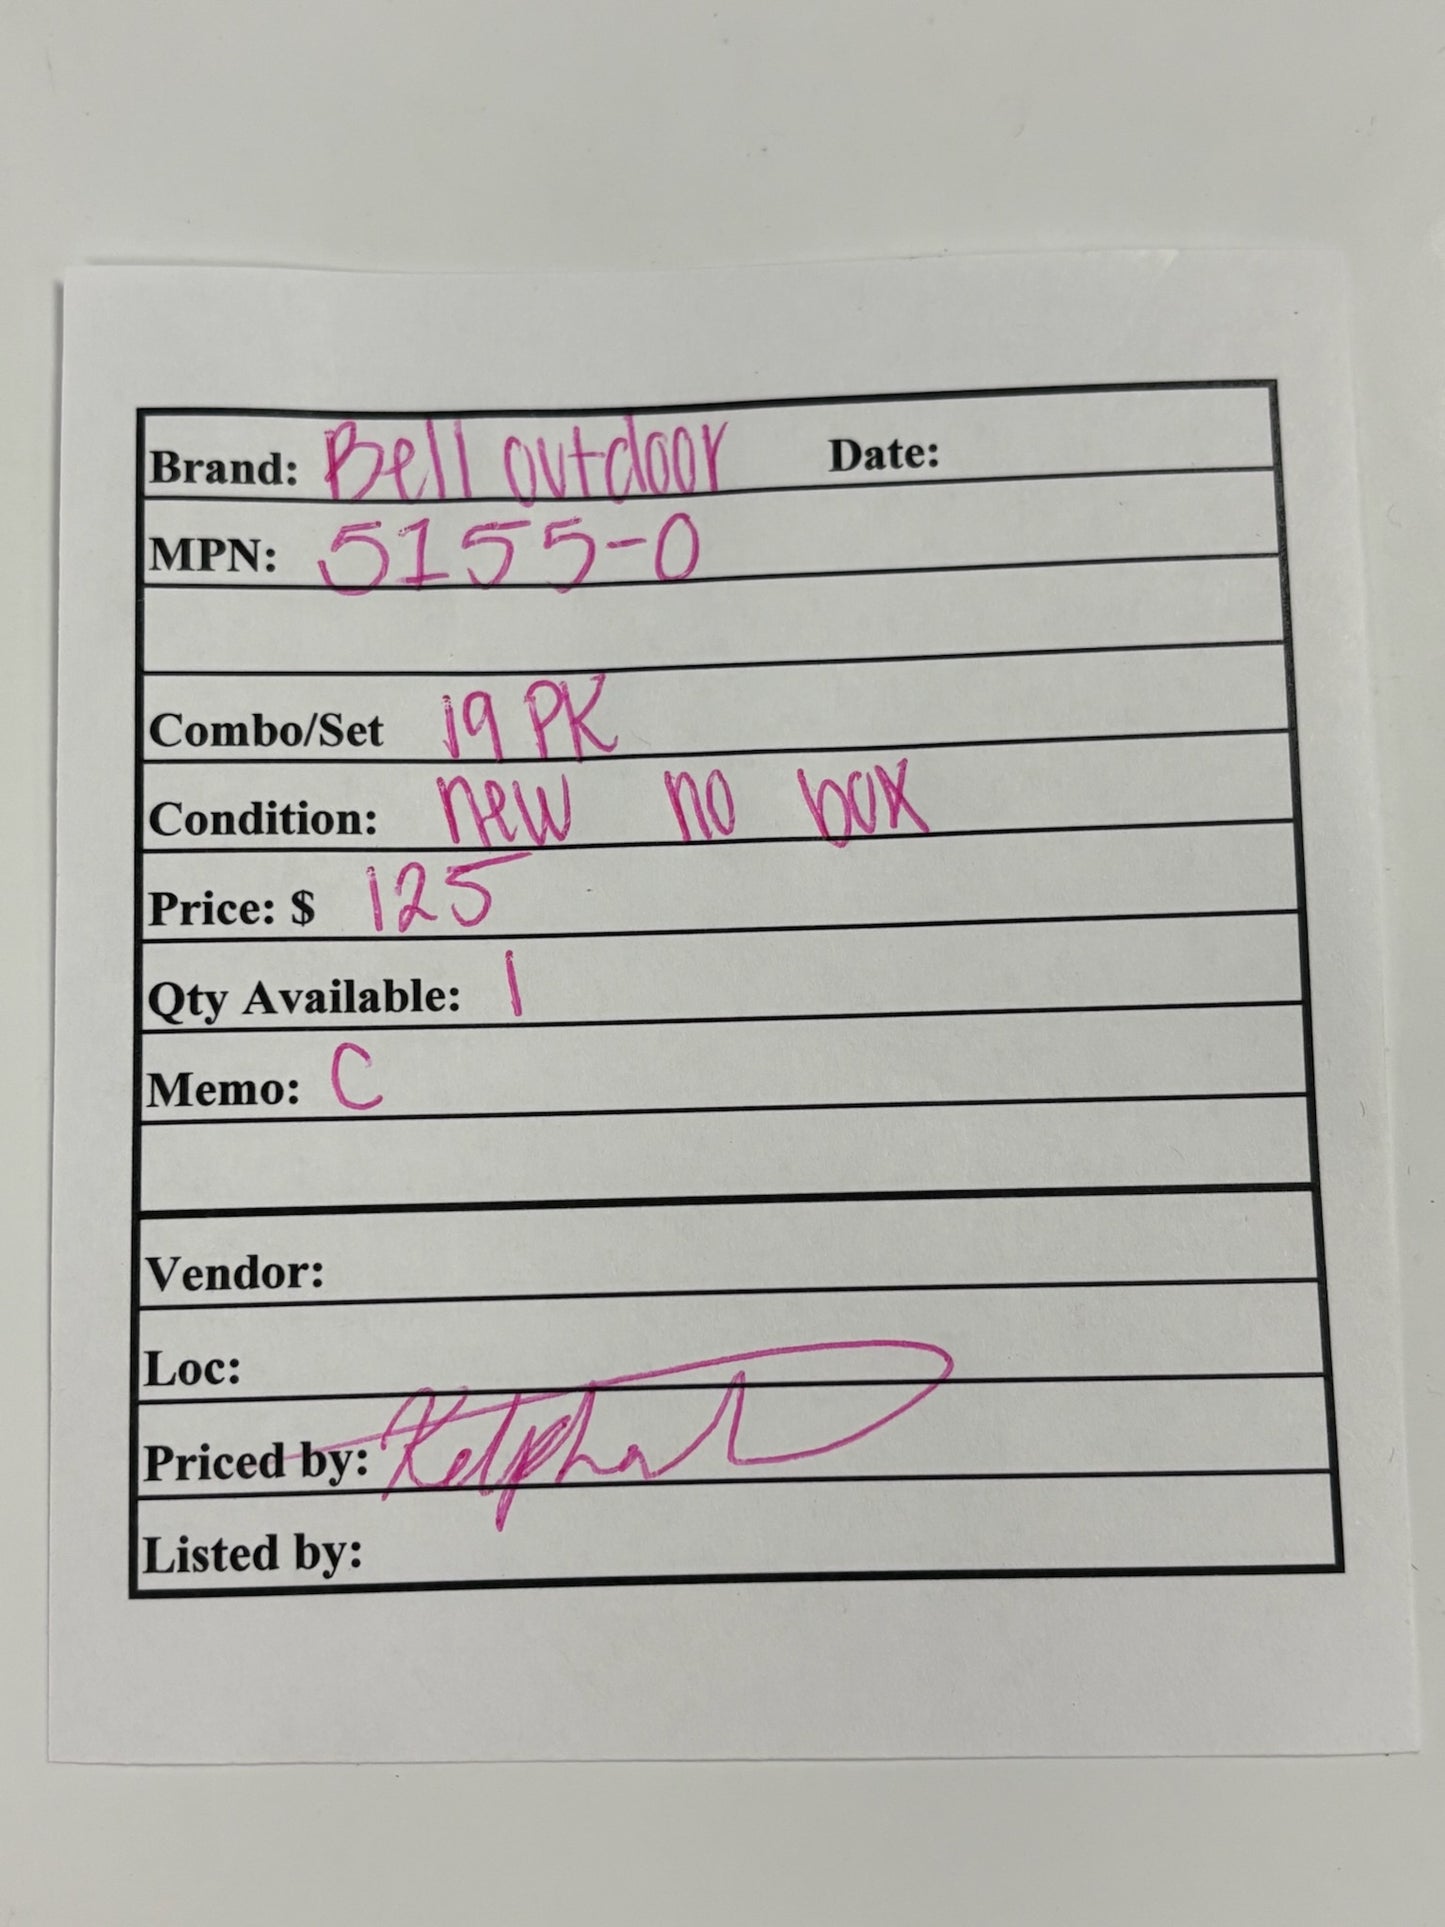 Brand: Bell outdoor Date:
MPN: 5155-0
Combo/Set 19 PK
Condition: new no box
Price: $ 125
Qty Available: 1
Memo: C
Vendor:
Loc:
Priced by:
Listed by: